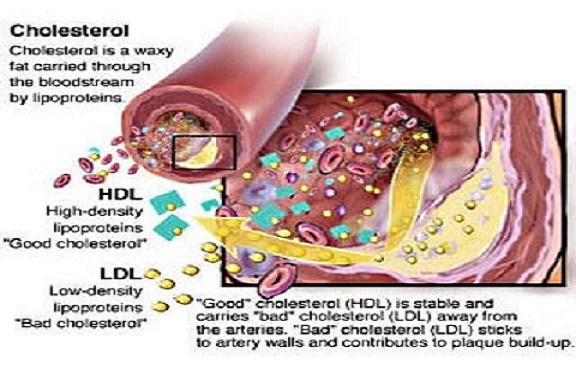 Cholesterol
Cholesterol is a waxy
fat carried through
the bloodstream
by lipoproteins.
HDL
High-density
lipoproteins
"Good cholesterol"
LDL
Low-density
lipoproteins
"Bad cholesterol"
"Good" cholesterol (HDL) is stable and
carries "bad" cholesterol (LDL) away from
the arteries. "Bad" cholesterol (LDL) sticks
to artery walls and contributes to plaque build-up.